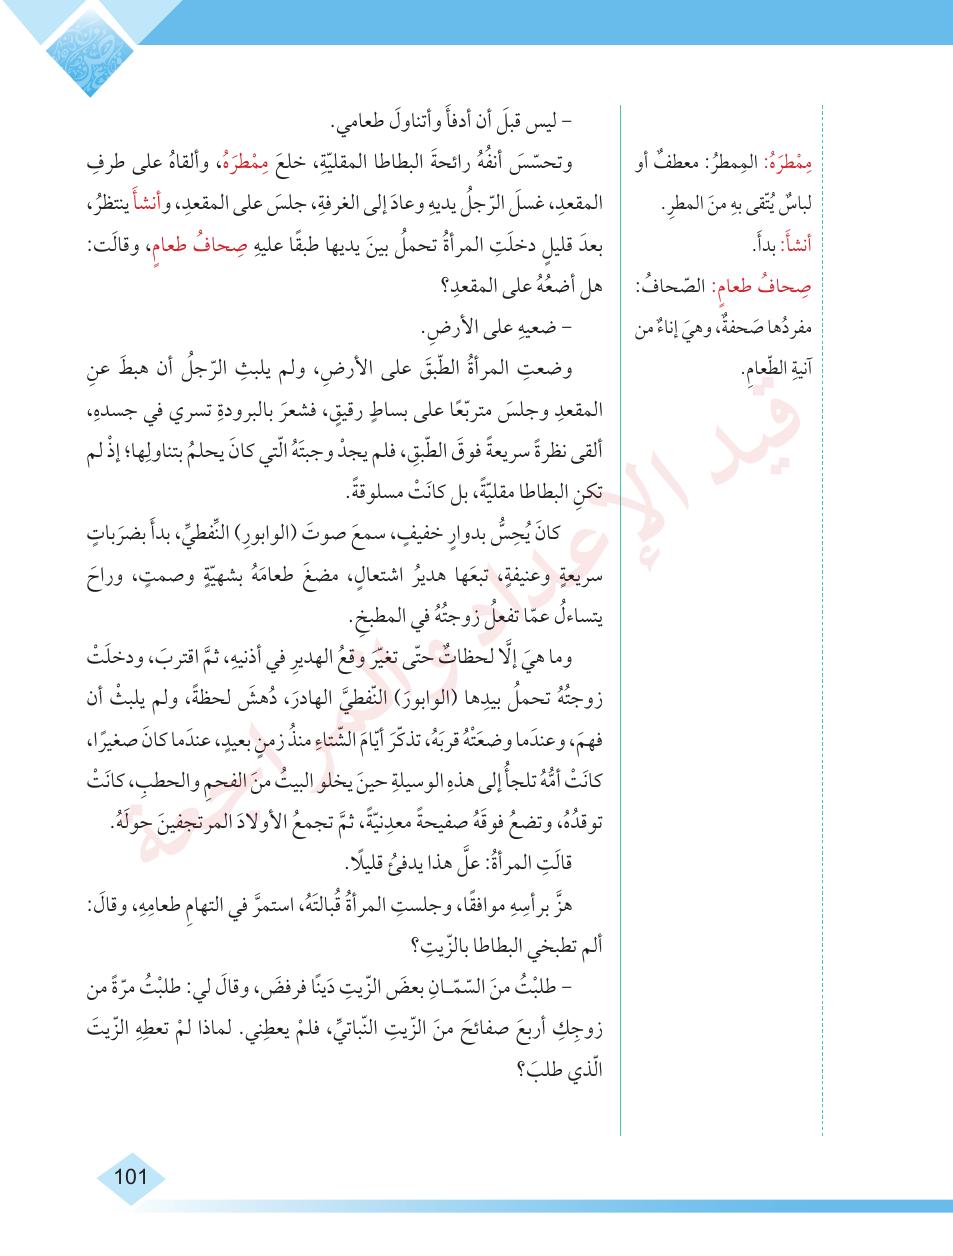 – ليس قبلَ أن أدفأَ وأتناولَ طعامي.
وتحسّسَ أنفُهُ رائحةَ البطاطا المقليّةِ، خلعَ مِمْطرَهُ، وألقاهُ على طرفِ
المقعدِ، غسلَ الرّجلُ يديهِ وعادَ إلى الغرفةِ، جلسَ على المقعدِ، وأنشأَ ينتظرُ،
بعدَ قليلٍ دخلَتِ المرأةُ تحملُ بينَ يديها طبقًا عليهِ صِحافُ طعامٍ، وقالَت:
هل أضعُهُ على المقعدِ؟
– ضعيهِ على الأرضِ.
وضعتِ المرأةُ الطّبقَ على الأرضِ، ولم يلبثِ الرّجلُ أن هبطَ عنِ
المقعدِ وجلسَ متربّعًا على بساطٍ رقيقٍ، فشعرَ بالبرودةِ تسري في جسدهِ،
ألقى نظرةً سريعةً فوقَ الطّبقِ، فلم يجدْ وجبتَهُ الّتي كانَ يحلمُ بتناولِها؛ إذْ لم
تكنِ البطاطا مقليّةً، بل كانَتْ مسلوقةً.
كانَ يُحِسُّ بدوارٍ خفيفٍ، سمعَ صوتَ (الوابورِ) النِّفطيِّ، بدأَ بضرَباتٍ
سريعةٍ وعنيفةٍ، تبعَها هديرُ اشتعالٍ، مضغَ طعامَهُ بشهيّةٍ وصمتٍ، وراحَ
يتساءلُ عمّا تفعلُ زوجتُهُ في المطبخِ.
وما هيَ إلَّا لحظاتٌ حتّى تغيّرَ وقعُ الهديرِ في أذنيهِ، ثمَّ اقتربَ، ودخلَتْ
زوجتُهُ تحملُ بيدِها (الوابورَ) النّفطيَّ الهادرَ، دُهشَ لحظةً، ولم يلبثْ أن
فهمَ، وعندَما وضعَتْهُ قربَهُ، تذكّرَ أيّامَ الشّتاءِ منذُ زمنٍ بعيدٍ، عندَما كانَ صغيرًا،
كانَتْ أمُّهُ تلجأُ إلى هذهِ الوسيلةِ حينَ يخلو البيتُ منَ الفحمِ والحطبِ، كانَتْ
توقدُهُ، وتضعُ فوقَهُ صفيحةً معدِنيّةً، ثمَّ تجمعُ الأولادَ المرتجفينَ حولَهُ.
قالَتِ المرأةُ: علَّ هذا يدفئُ قليلًا.
هزَّ برأسِهِ موافقًا، وجلستِ المرأةُ قُبالتَهُ، استمرَّ في التهامِ طعامِهِ، وقالَ:
ألم تطبخي البطاطا بالزّيتِ؟
– طلبْتُ منَ السّمّـانِ بعضَ الزّيتِ دَينًا فرفضَ، وقالَ لي: طلبْتُ مرّةً من
زوجِكِ أربعَ صفائحَ منَ الزّيتِ النّباتيِّ، فلمْ يعطِني. لماذا لمْ تعطِهِ الزّيتَ
الّذي طلبَ؟
مِمْطرَهُ: المِمطرُ: معطفٌ أو
لباسٌ يُتّقى بهِ منَ المطرِ.
أنشأَ: بدأَ.
صِحافُ طعامٍ: الصّحافُ:
مفردُها صَحفةٌ، وهيَ إناءٌ من
آنيةِ الطّعامِ.
قيد الإعداد والمراجعة
101